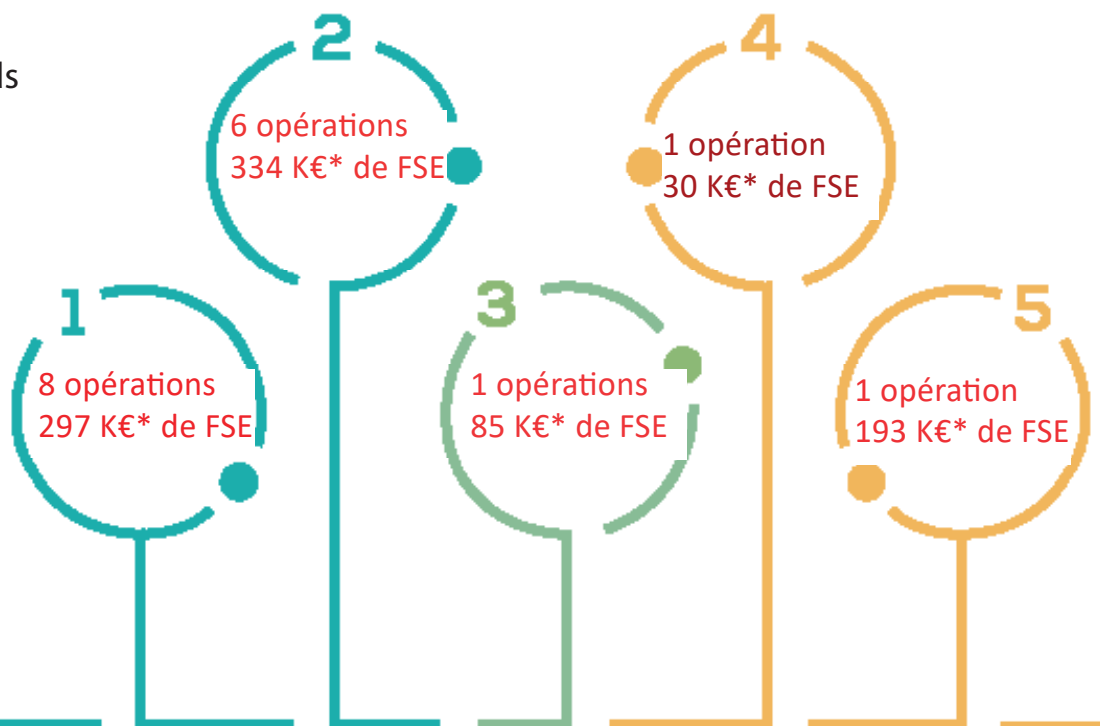 ls
2
6 opérations
334 K€* de FSE
4
1 opération
30 K€* de FSE
1
8 opérations
297 K€* de FSE
3
1 opérations
85 K€* de FSE
5
1 opération
193 K€* de FSE